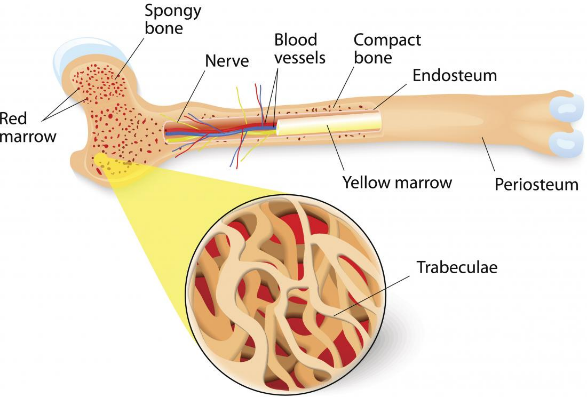 Spongy
bone
Nerve
Blood
vessels
Compact
bone
Endosteum
Red
marrow
Yellow marrow
Periosteum
Trabeculae